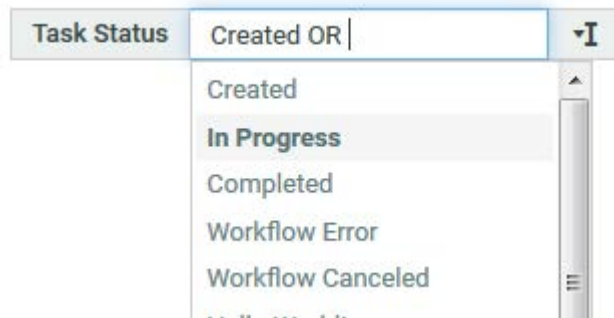 Task Status Created OR
Created
In Progress
Completed
Workflow Error
Workflow Canceled